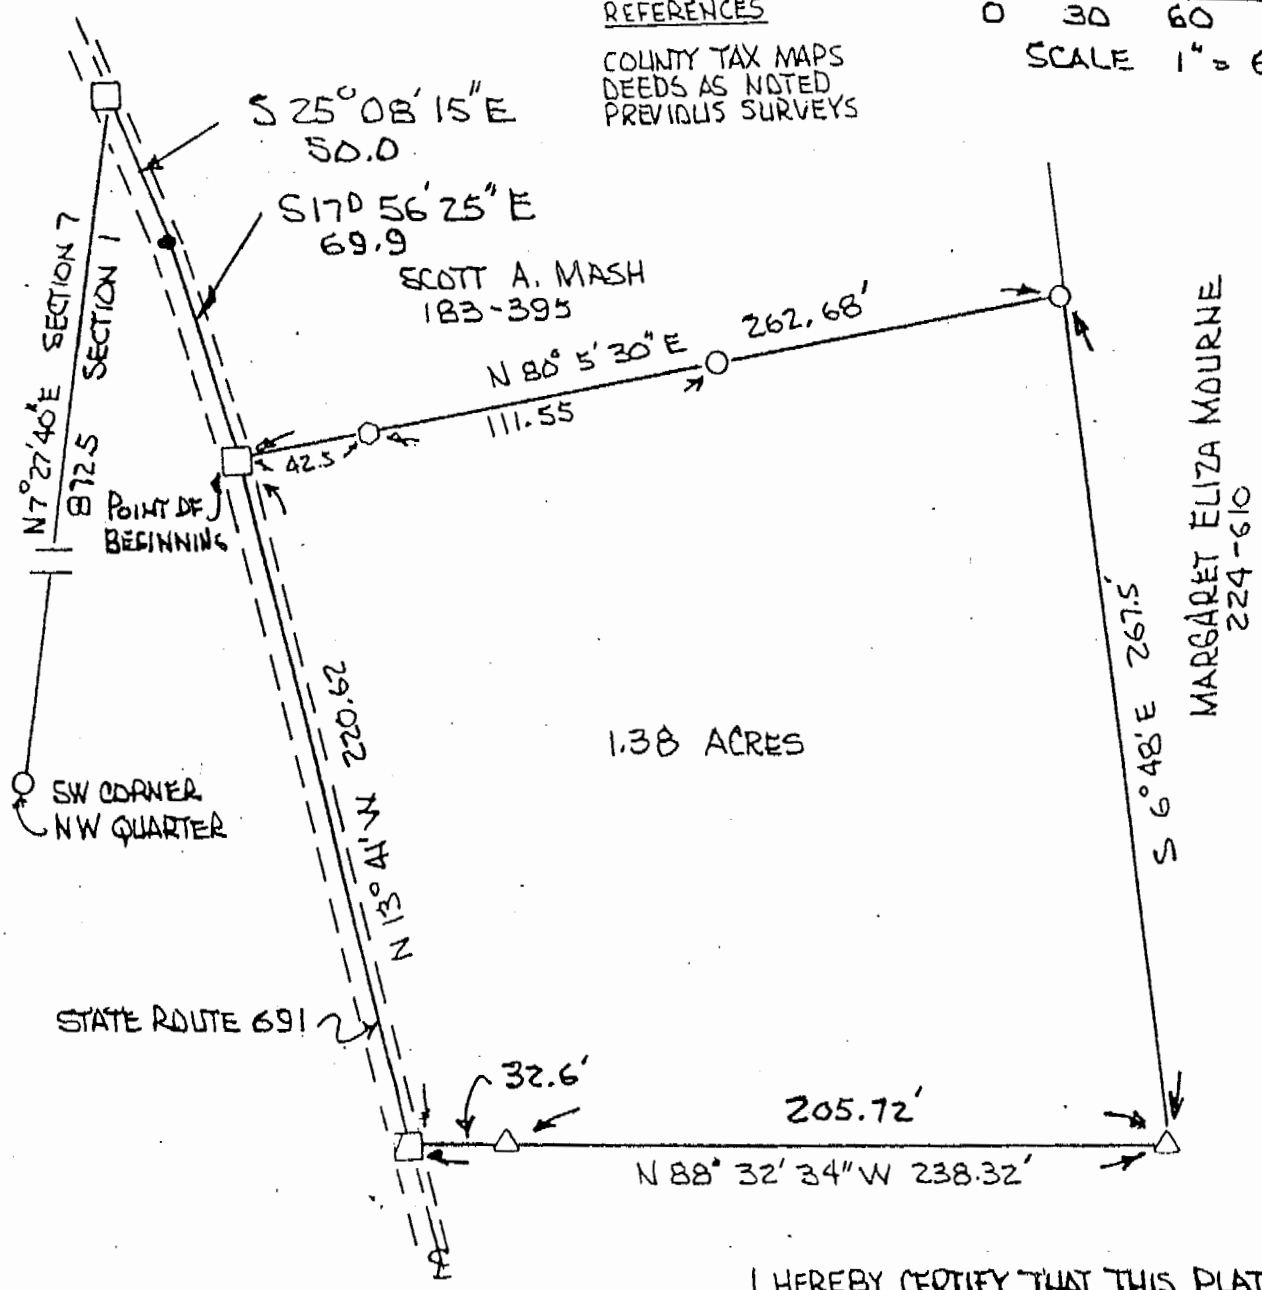 REFERENCES
COUNTY TAX MAPS
DEEDS AS NOTED
PREVIOUS SURVEYS
0 30 60
SCALE 1" =
S 25° 08' 15" E
50.0
S17° 56' 25" E
69.9
SCOTT A. MASH
183-395
N 80° 5' 30" E
111.55
262.68'
42.5
N7°27'40"E SECTION 7
872.5 SECTION 1
POINT OF
BEGINNING
SW CORNER
NW QUARTER
N 13° 41' W 220.62
1.38 ACRES
S 6° 48' E 267.5'
MARGARET ELIZA MOURNE
224-610
STATE ROUTE 691
32.6'
205.72'
N 88° 32' 34" W 238.32'
I HEREBY CERTIFY THAT THIS PLAT